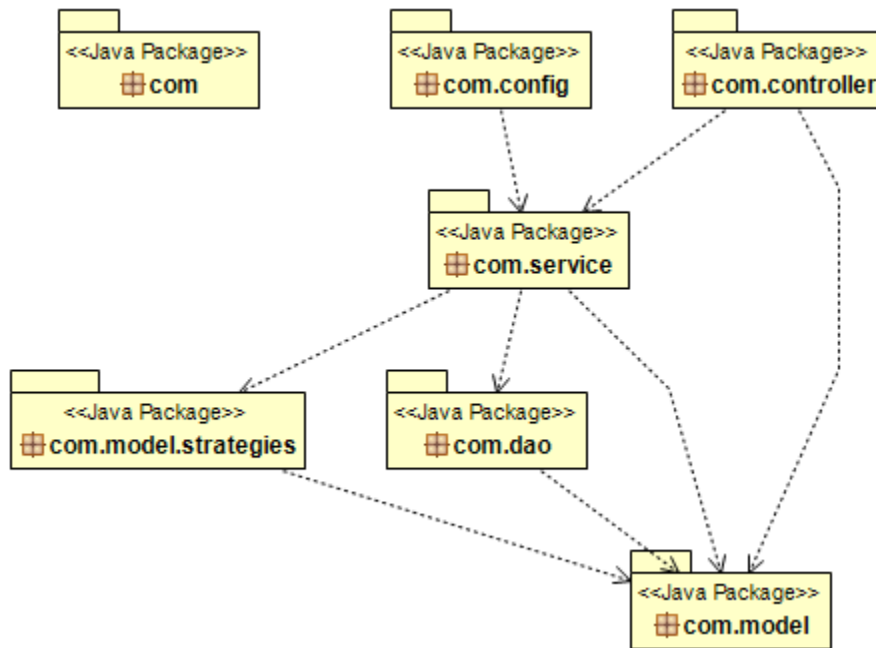 <<Java Package>>
com
<<Java Package>>
com.config
<<Java Package>>
com.controller
<<Java Package>>
com.service
<<Java Package>>
com.model.strategies
<<Java Package>>
com.dao
<<Java Package>>
com.model